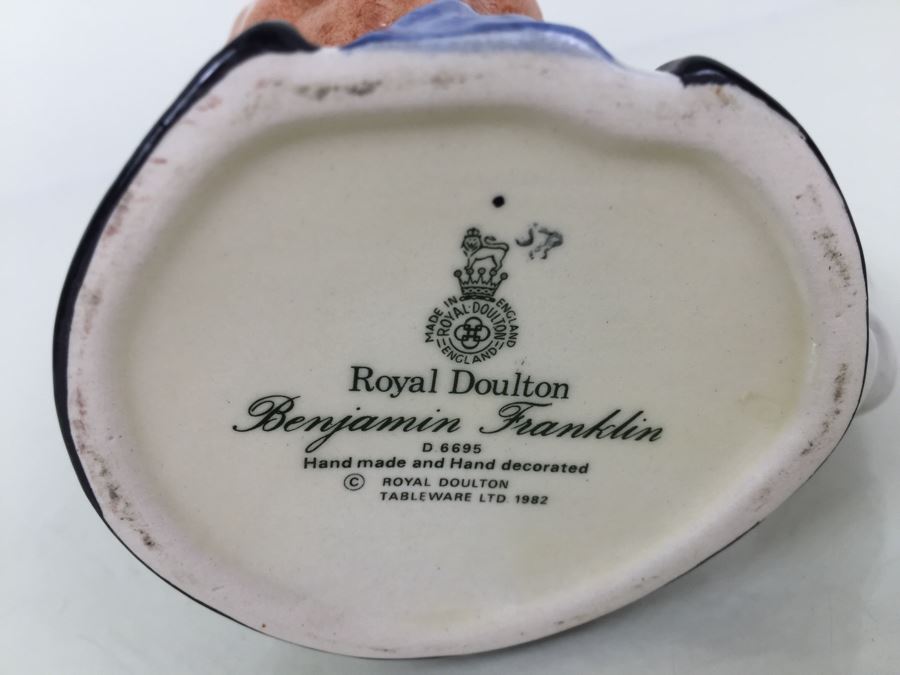 MADE IN ENGLAND
ROYAL·DOULTON
ENGLAND
Royal Doulton
Benjamin Franklin
D 6695
Hand made and Hand decorated
© ROYAL DOULTON
TABLEWARE LTD 1982